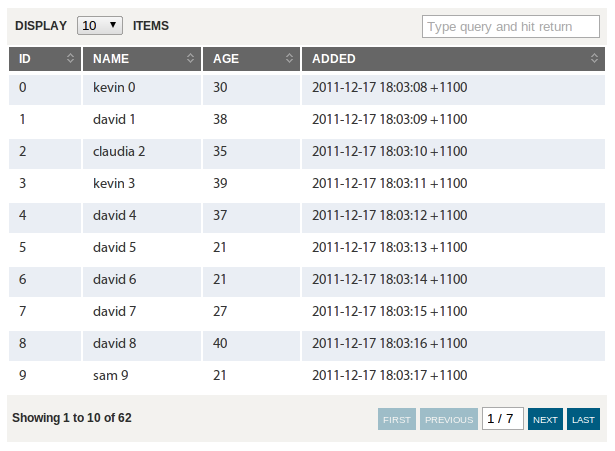 DISPLAY 10 ITEMS Type query and hit return
ID NAME AGE ADDED
0 kevin 0 30 2011-12-17 18:03:08 +1100
1 david 1 38 2011-12-17 18:03:09 +1100
2 claudia 2 35 2011-12-17 18:03:10 +1100
3 kevin 3 39 2011-12-17 18:03:11 +1100
4 david 4 37 2011-12-17 18:03:12 +1100
5 david 5 21 2011-12-17 18:03:13 +1100
6 david 6 21 2011-12-17 18:03:14 +1100
7 david 7 27 2011-12-17 18:03:15 +1100
8 david 8 40 2011-12-17 18:03:16 +1100
9 sam 9 21 2011-12-17 18:03:17 +1100
Showing 1 to 10 of 62 FIRST PREVIOUS 1 / 7 NEXT LAST